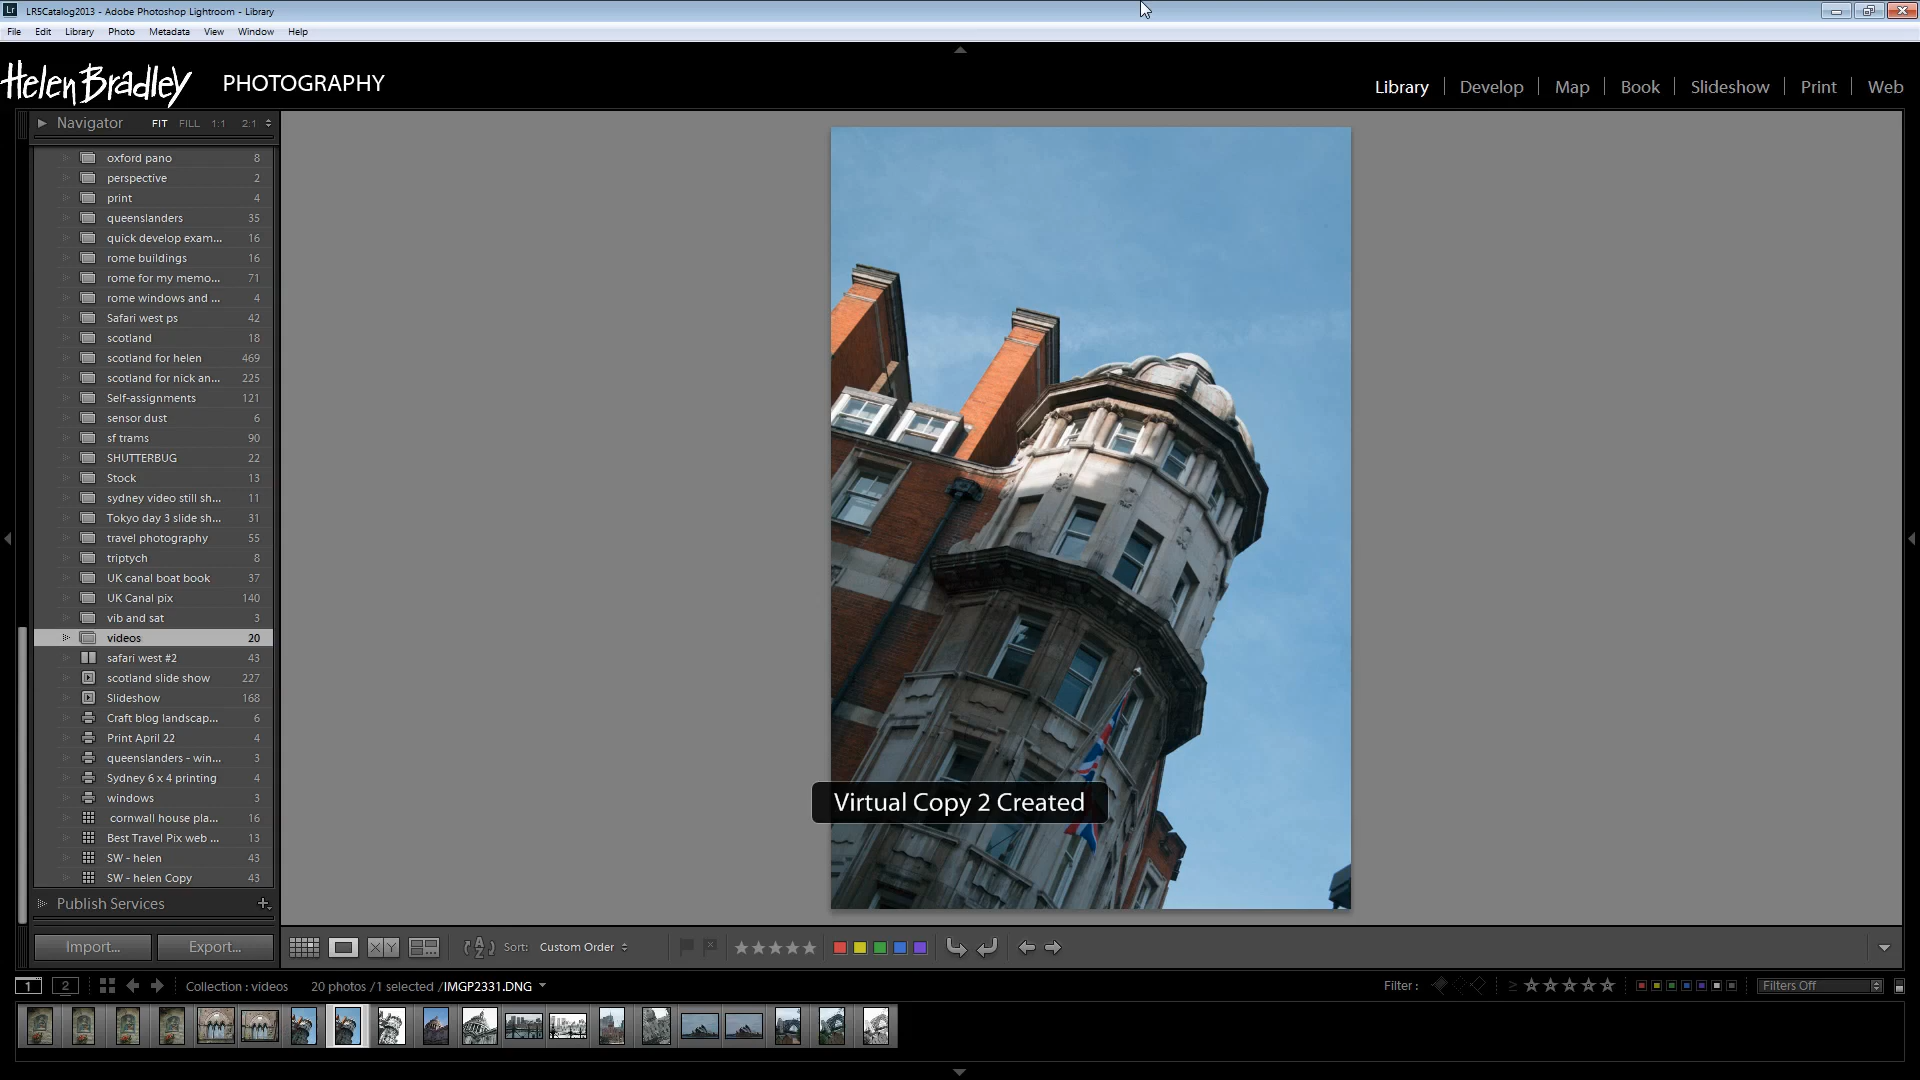 LR5Catalog2013 - Adobe Photoshop Lightroom - Library
File Edit Library Photo Metadata View Window Help
Helen Bradley PHOTOGRAPHY
Library Develop Map Book Slideshow Print Web
Navigator FIT FILL 1:1 2:1
oxford pano 8
perspective 2
print 4
queenslanders 35
quick develop exam... 16
rome buildings 16
rome for my memo... 71
rome windows and ... 4
Safari west ps 42
scotland 18
scotland for helen 469
scotland for nick an... 225
Self-assignments 121
sensor dust 6
sf trams 90
SHUTTERBUG 22
Stock 13
sydney video still sh... 11
Tokyo day 3 slide sh... 31
travel photography 55
triptych 8
UK canal boat book 37
UK Canal pix 140
vib and sat 3
videos 20
safari west #2 43
scotland slide show 227
Slideshow 168
Craft blog landscap... 6
Print April 22 4
queenslanders - win... 3
Sydney 6 x 4 printing 4
windows 3
cornwall house pla... 16
Best Travel Pix web ... 13
SW - helen 43
SW - helen Copy 43
Publish Services
Virtual Copy 2 Created
Import... Export... Sort: Custom Order
1 2 Collection : videos 20 photos / 1 selected / IMGP2331.DNG Filter : Filters Off